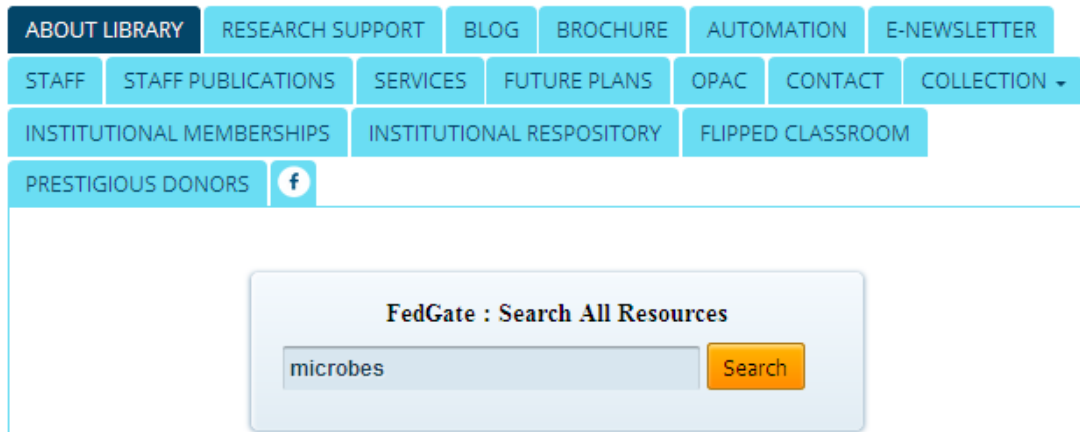 ABOUT LIBRARY RESEARCH SUPPORT BLOG BROCHURE AUTOMATION E-NEWSLETTER
STAFF STAFF PUBLICATIONS SERVICES FUTURE PLANS OPAC CONTACT COLLECTION
INSTITUTIONAL MEMBERSHIPS INSTITUTIONAL RESPOSITORY FLIPPED CLASSROOM
PRESTIGIOUS DONORS f
FedGate : Search All Resources
microbes Search